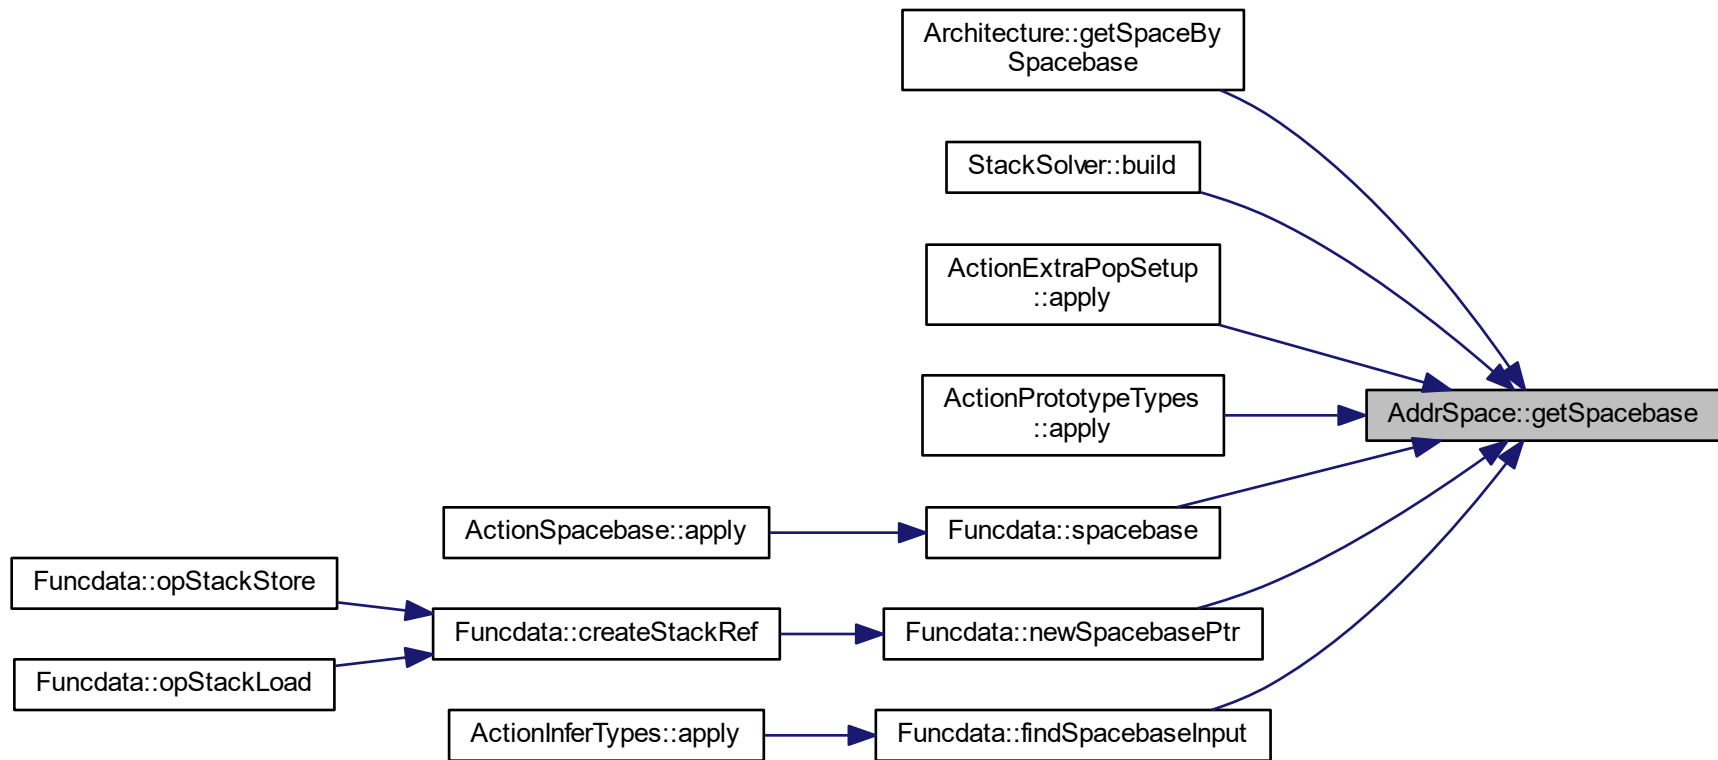 Architecture::getSpaceBy
Spacebase
StackSolver::build
ActionExtraPopSetup
::apply
ActionPrototypeTypes
::apply
AddrSpace::getSpacebase
ActionSpacebase::apply
Funcdata::spacebase
Funcdata::opStackStore
Funcdata::createStackRef
Funcdata::newSpacebasePtr
Funcdata::opStackLoad
ActionInferTypes::apply
Funcdata::findSpacebaseInput